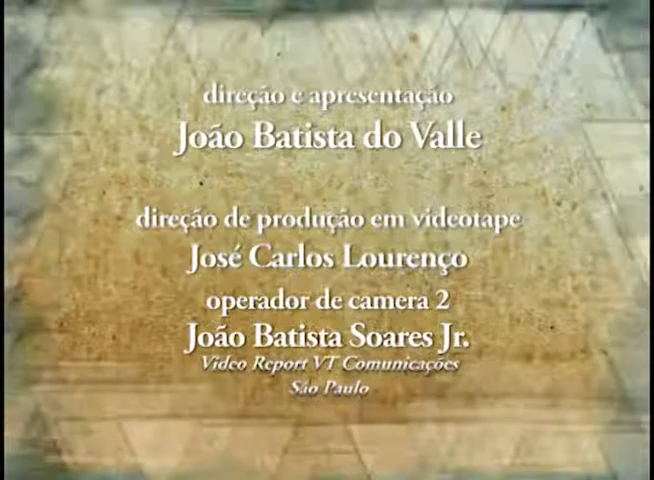 direção e apresentação
João Batista do Valle
direção de produção em videotape
José Carlos Lourenço
operador de camera 2
João Batista Soares Jr.
Video Report VT Comunicações
São Paulo